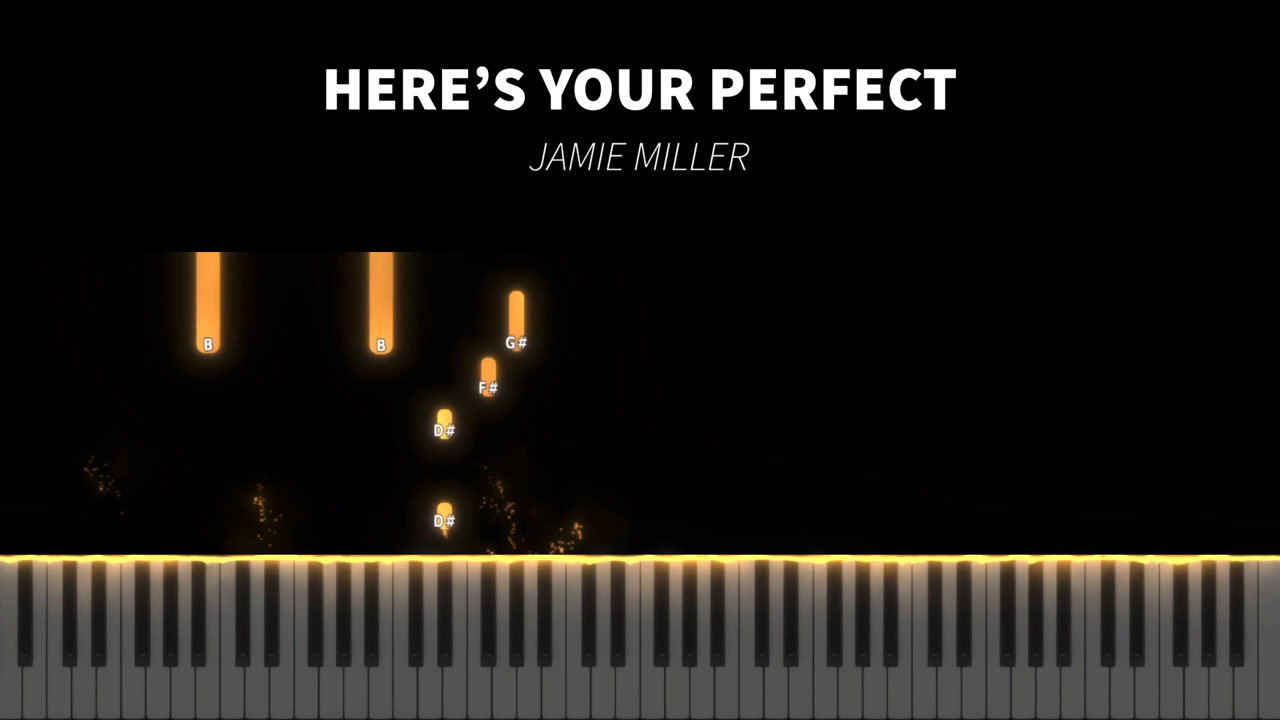 HERE’S YOUR PERFECT
JAMIE MILLER
B B G#
F#
D#
D#